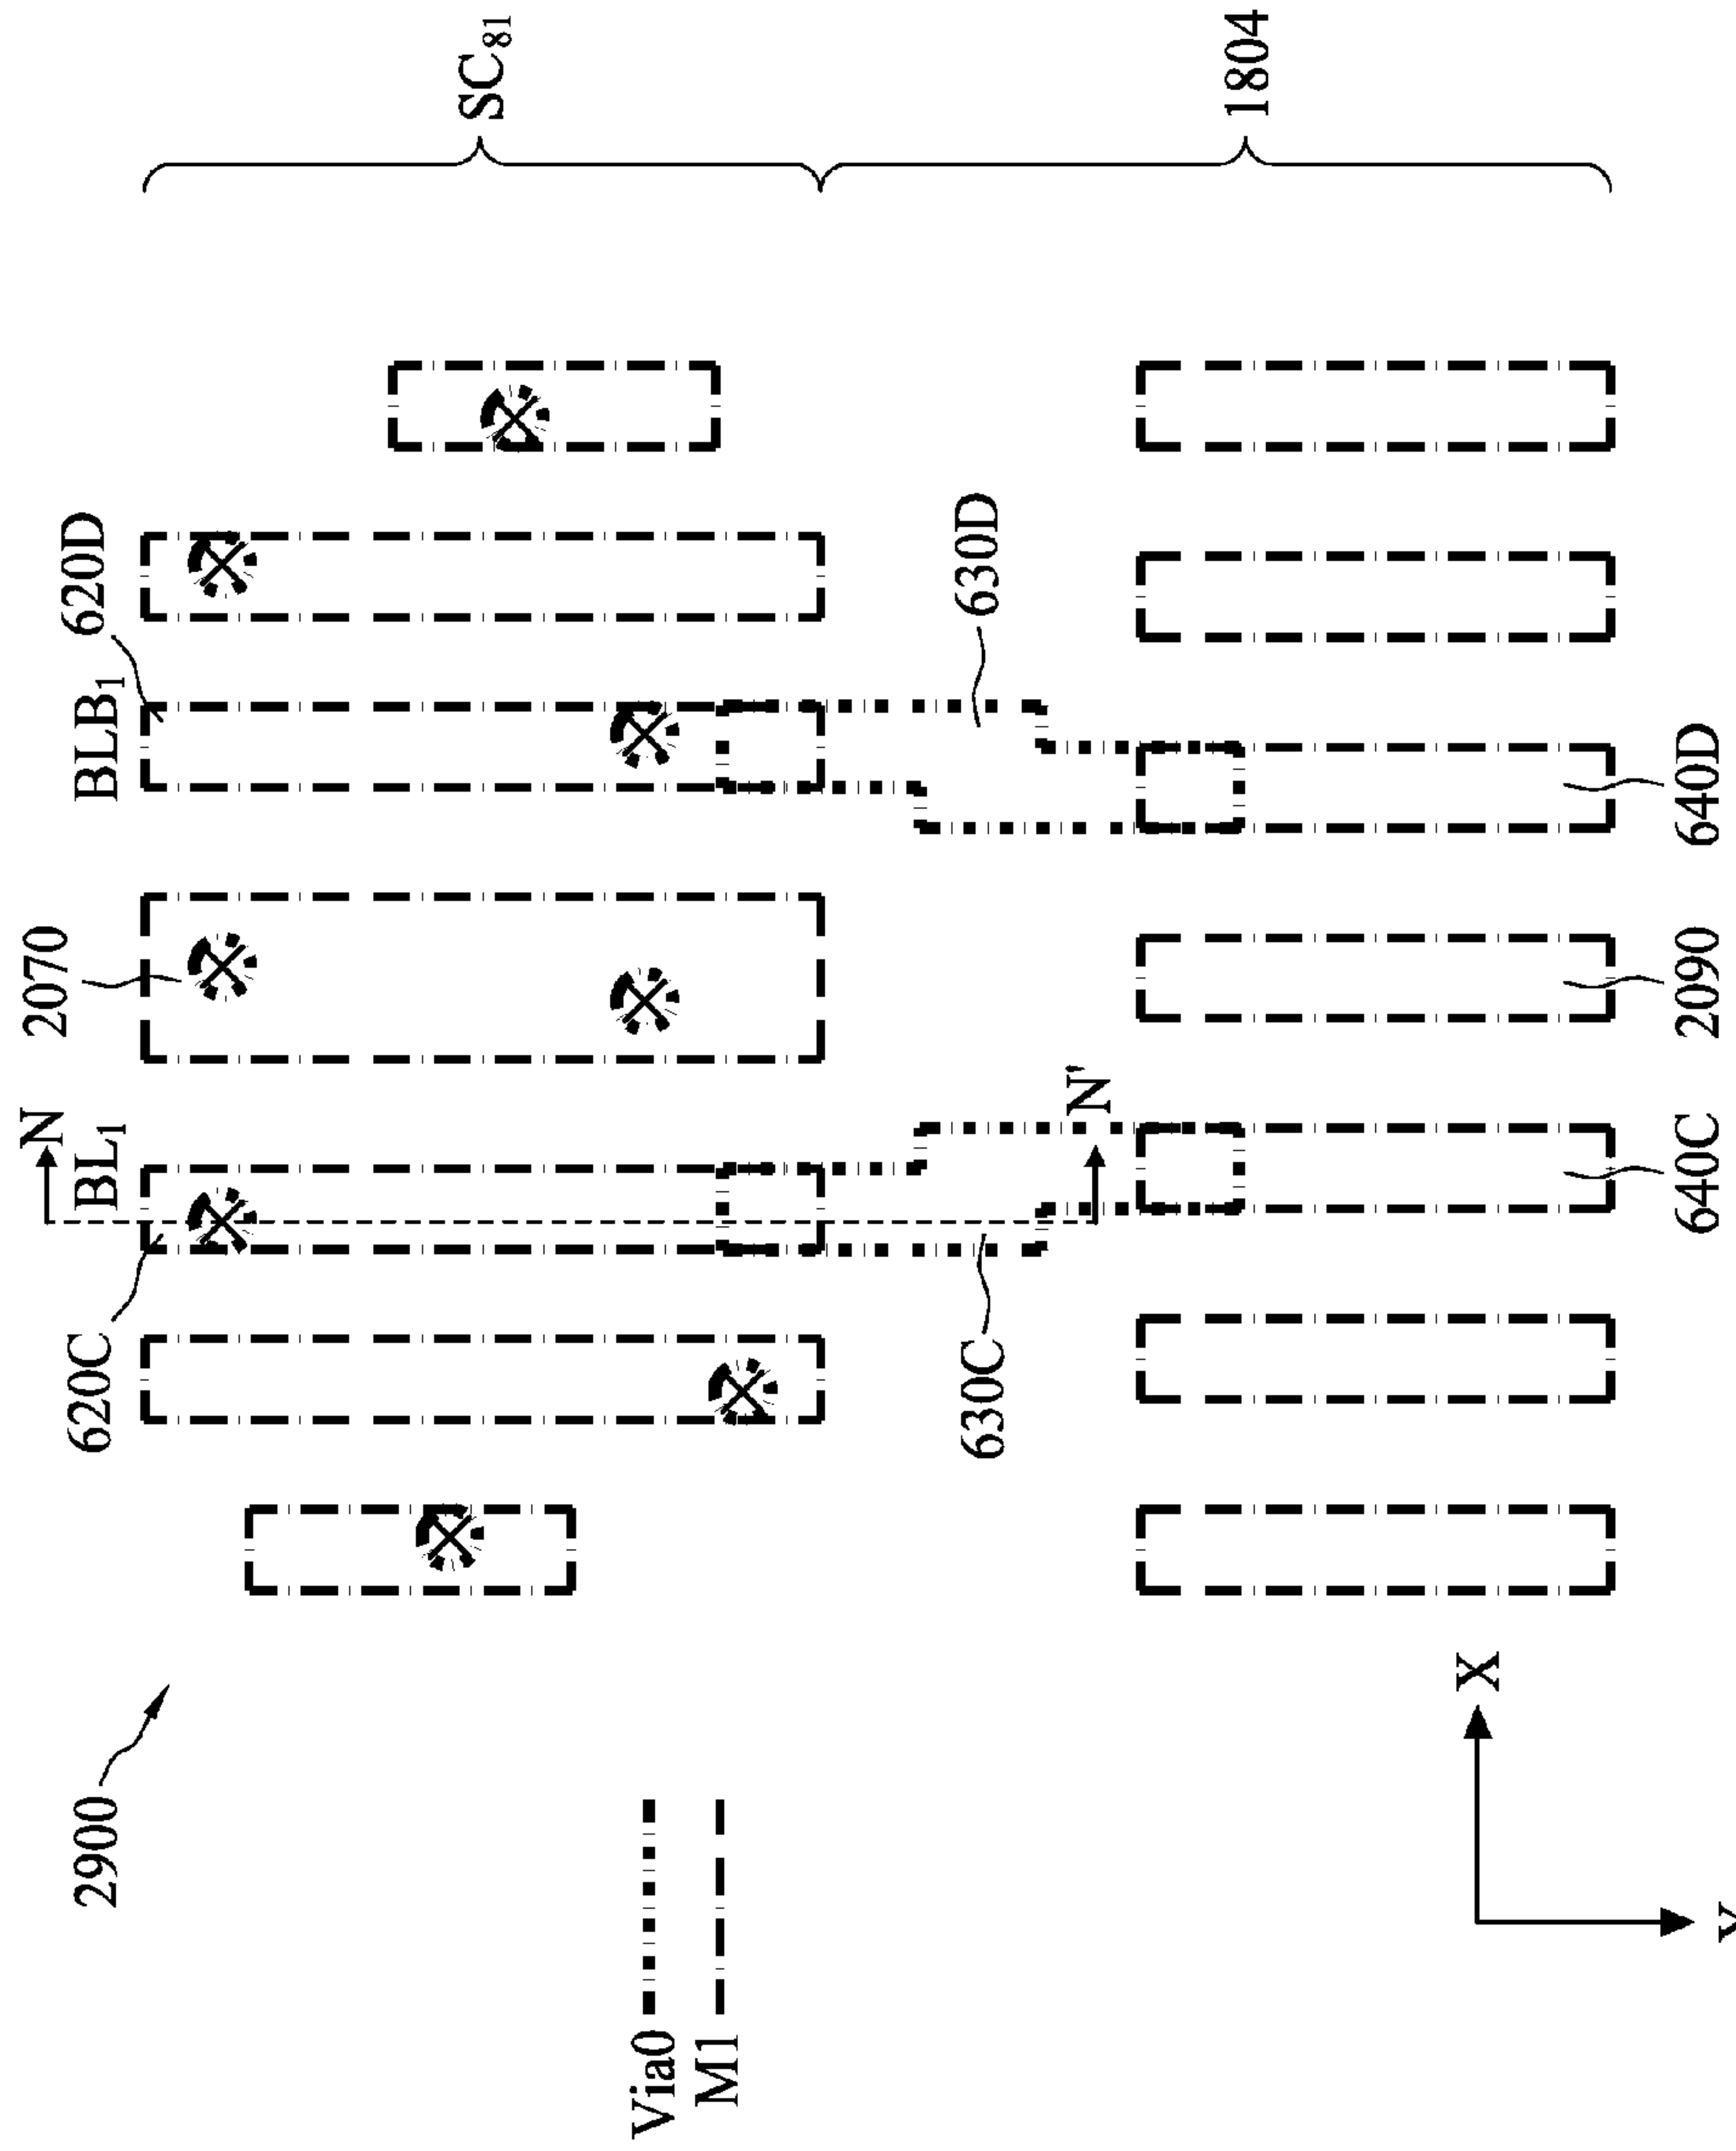 2900
620C
BL₁
N
2070
BLB₁
620D
SC₈₁
Via0
M1
630C
N'
630D
1804
X
Y
640C
2090
640D